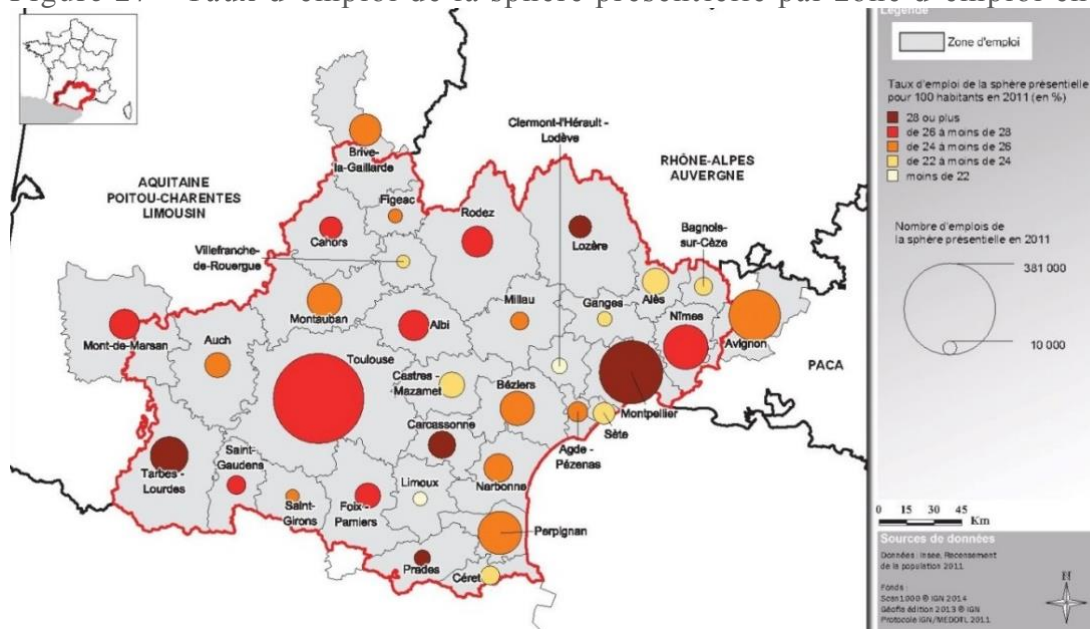 Taux d'emploi de la sphère présentielle par zone d'emploi en
Légende
Zone d'emploi
Taux d'emploi de la sphère présentielle
pour 100 habitants en 2011 (en %)
28 ou plus
de 26 à moins de 28
de 24 à moins de 26
de 22 à moins de 24
moins de 22
Nombre d'emplois de
la sphère présentielle en 2011
381 000
10 000
AQUITAINE
POITOU-CHARENTES
LIMOUSIN
RHÔNE-ALPES
AUVERGNE
PACA
Clermont-l'Hérault -
Lodève
Brive-
la-Gaillarde
Figeac
Cahors
Rodez
Lozère
Bagnols-
sur-Cèze
Villefranche-
de-Rouergue
Alès
Ganges
Millau
Nîmes
Avignon
Montauban
Albi
Mont-de-Marsan
Auch
Toulouse
Castres -
Mazamet
Béziers
Montpellier
Sète
Agde -
Pézenas
Carcassonne
Tarbes -
Lourdes
Saint-
Gaudens
Saint-
Girons
Foix -
Pamiers
Limoux
Narbonne
Perpignan
Prades
Céret
0 15 30 45
Km
Sources de données
Données : Insee, Recensement
de la population 2011
Fonds :
Scan1000 ® IGN 2014
Géofla édition 2013 ® IGN
Protocole IGN/MEDDTL 2011
N